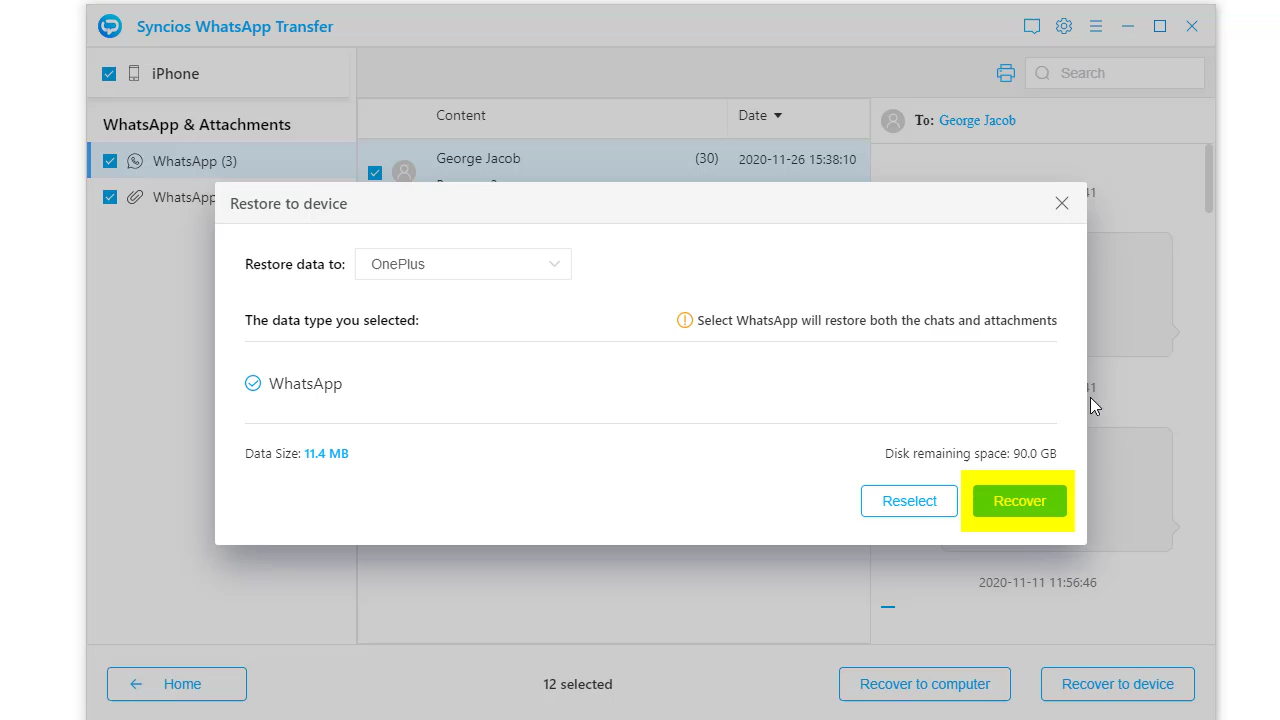 Syncios WhatsApp Transfer
iPhone
Search
WhatsApp & Attachments
Content
Date
To: George Jacob
WhatsApp (3)
George Jacob (30) 2020-11-26 15:38:10
WhatsApp
41
Restore to device
Restore data to: OnePlus
The data type you selected:
Select WhatsApp will restore both the chats and attachments
WhatsApp
41
Data Size: 11.4 MB
Disk remaining space: 90.0 GB
Reselect
Recover
2020-11-11 11:56:46
Home
12 selected
Recover to computer
Recover to device